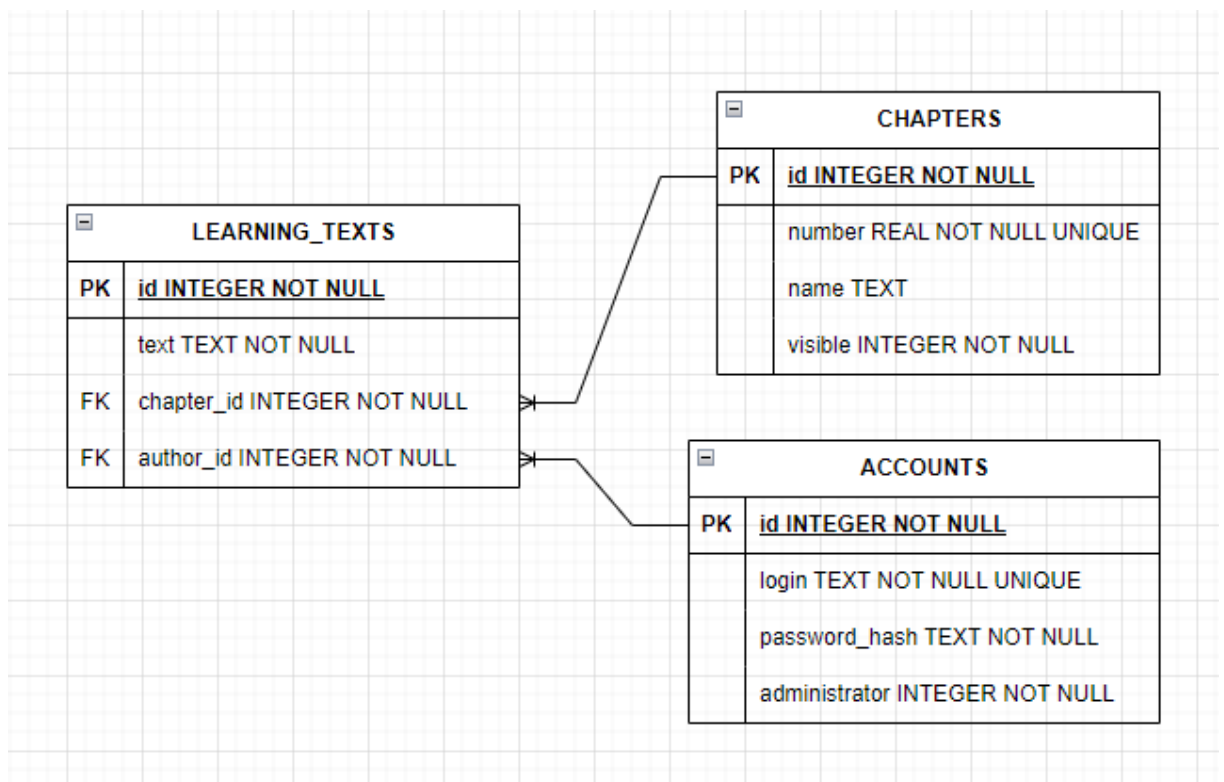 LEARNING_TEXTS
PK id INTEGER NOT NULL
text TEXT NOT NULL
FK chapter_id INTEGER NOT NULL
FK author_id INTEGER NOT NULL
CHAPTERS
PK id INTEGER NOT NULL
number REAL NOT NULL UNIQUE
name TEXT
visible INTEGER NOT NULL
ACCOUNTS
PK id INTEGER NOT NULL
login TEXT NOT NULL UNIQUE
password_hash TEXT NOT NULL
administrator INTEGER NOT NULL